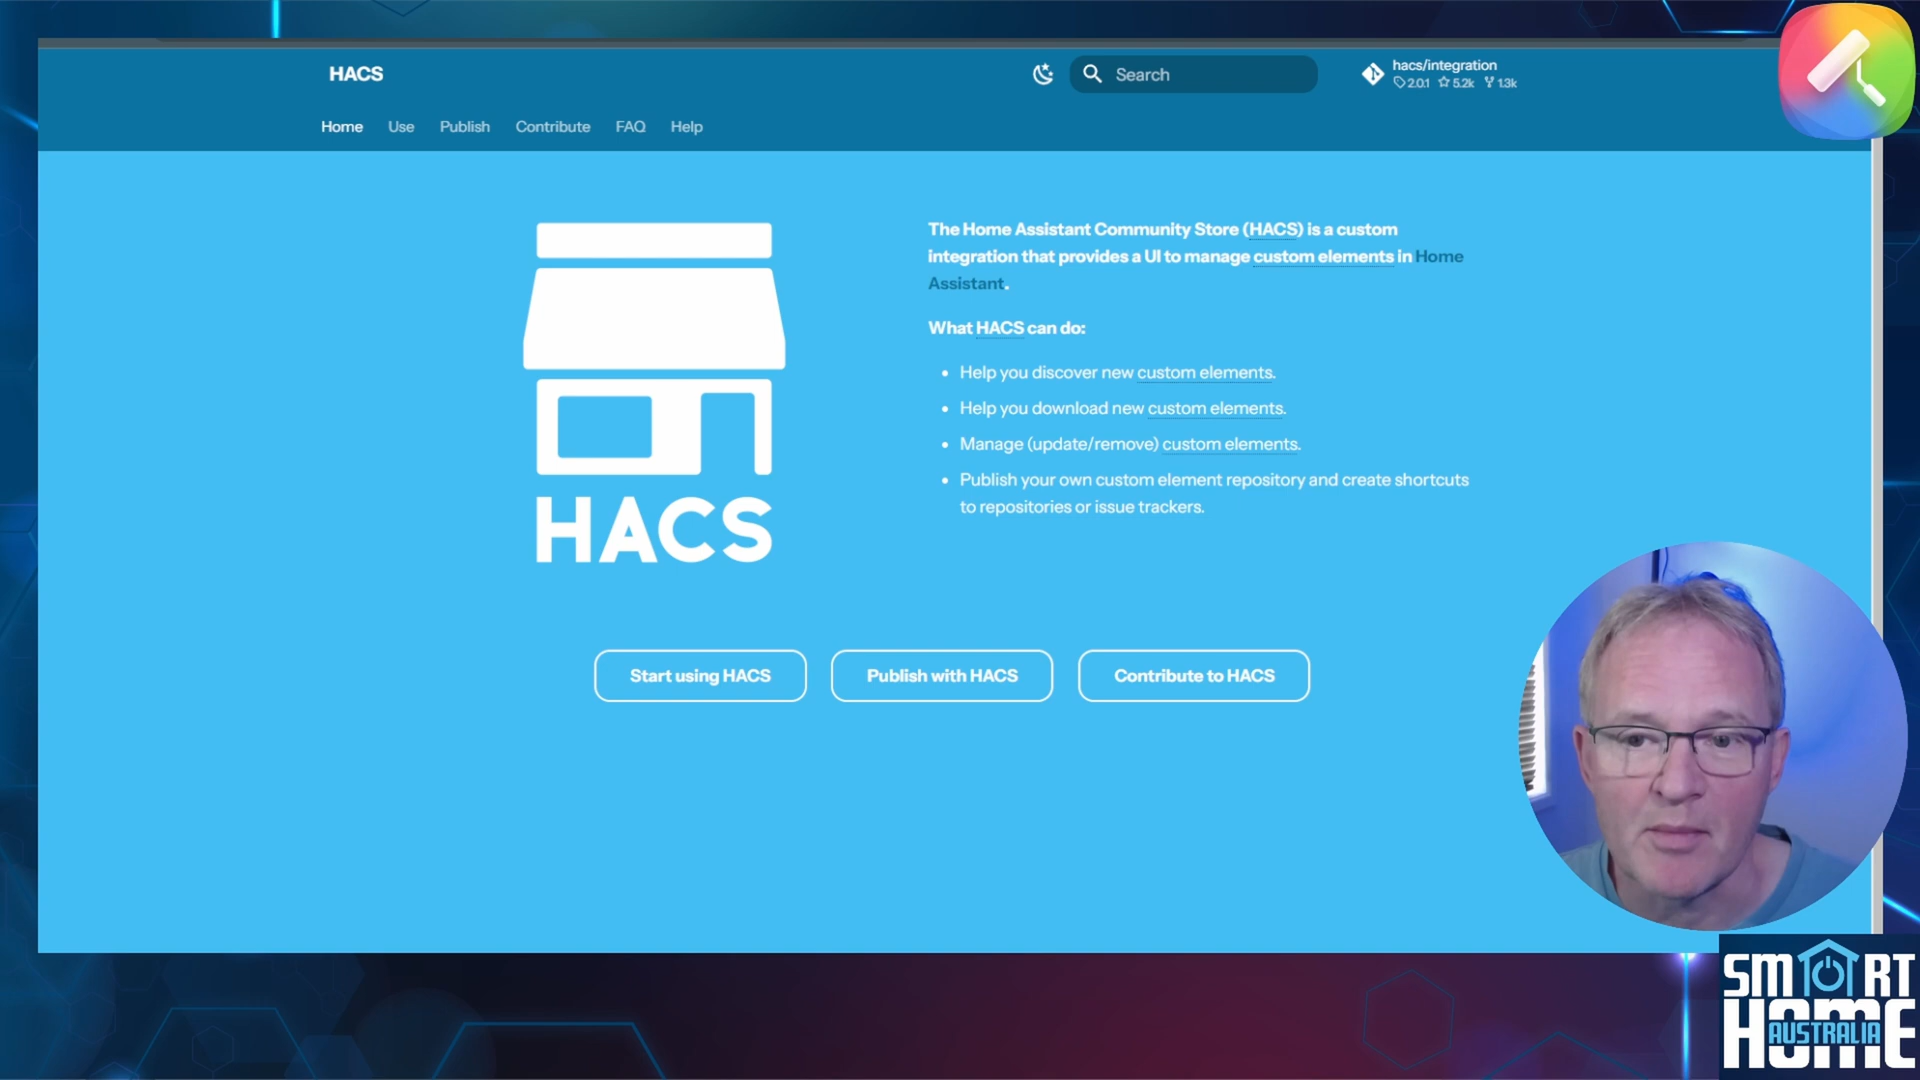 HACS
Search
hacs/integration
2.0.1 5.2k 1.3k
Home Use Publish Contribute FAQ Help
The Home Assistant Community Store (HACS) is a custom
integration that provides a UI to manage custom elements in Home
Assistant.
What HACS can do:
Help you discover new custom elements.
Help you download new custom elements.
Manage (update/remove) custom elements.
Publish your own custom element repository and create shortcuts
to repositories or issue trackers.
HACS
Start using HACS
Publish with HACS
Contribute to HACS
SMART
HOME
AUSTRALIA